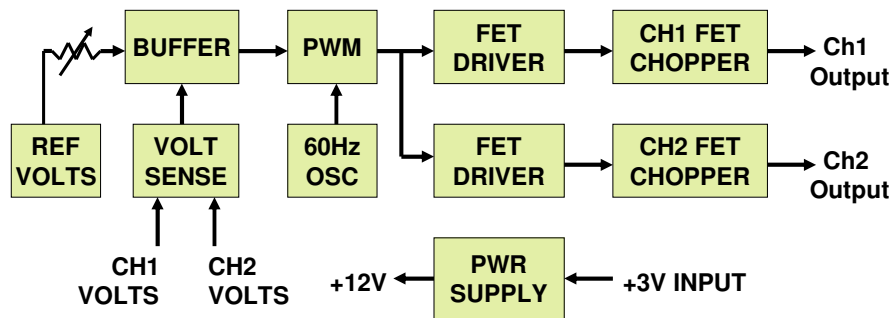 BUFFER
PWM
FET
DRIVER
CH1 FET
CHOPPER
Ch1
Output
REF
VOLTS
VOLT
SENSE
60Hz
OSC
FET
DRIVER
CH2 FET
CHOPPER
Ch2
Output
CH1
VOLTS
CH2
VOLTS
+12V
PWR
SUPPLY
+3V INPUT